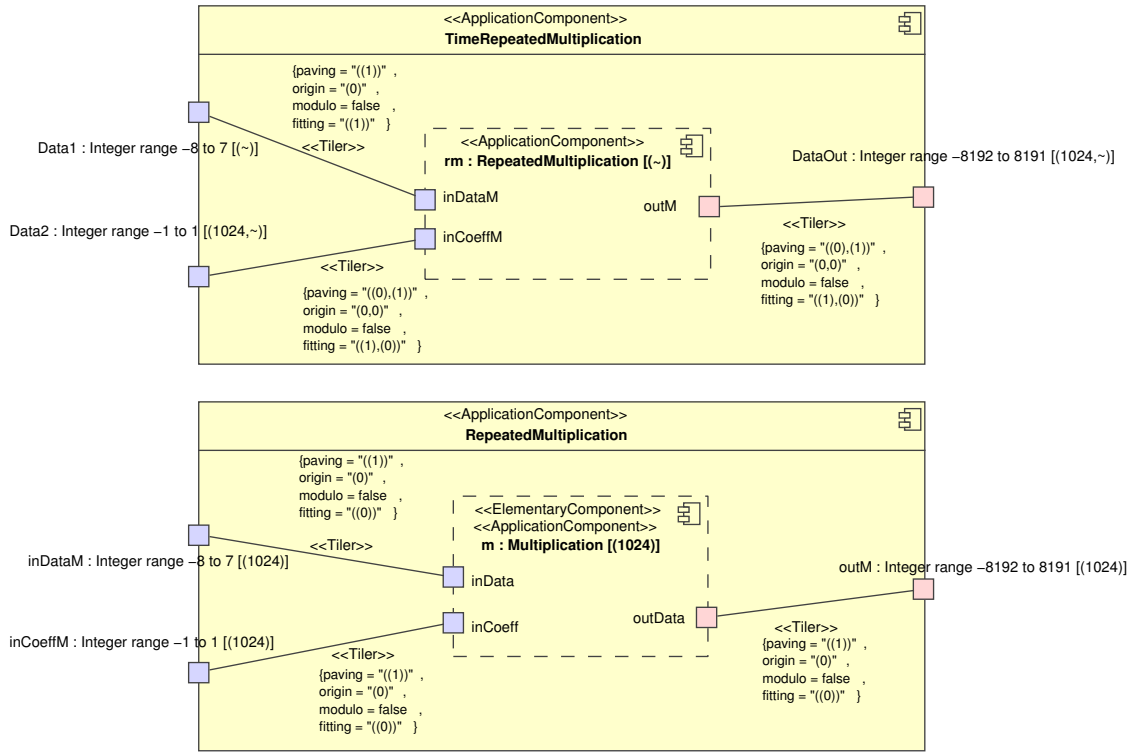 <<ApplicationComponent>>
TimeRepeatedMultiplication
{paving = "((1))" ,
origin = "(0)" ,
modulo = false ,
fitting = "((1))" }
<<Tiler>>
Data1 : Integer range −8 to 7 [(~)]
<<ApplicationComponent>>
rm : RepeatedMultiplication [(~)]
DataOut : Integer range −8192 to 8191 [(1024,~)]
inDataM
outM
Data2 : Integer range −1 to 1 [(1024,~)]
inCoeffM
<<Tiler>>
{paving = "((0),(1))" ,
origin = "(0,0)" ,
modulo = false ,
fitting = "((1),(0))" }
<<Tiler>>
{paving = "((0),(1))" ,
origin = "(0,0)" ,
modulo = false ,
fitting = "((1),(0))" }
<<ApplicationComponent>>
RepeatedMultiplication
{paving = "((1))" ,
origin = "(0)" ,
modulo = false ,
fitting = "((0))" }
<<Tiler>>
inDataM : Integer range −8 to 7 [(1024)]
<<ElementaryComponent>>
<<ApplicationComponent>>
m : Multiplication [(1024)]
outM : Integer range −8192 to 8191 [(1024)]
inData
outData
inCoeff
inCoeffM : Integer range −1 to 1 [(1024)]
<<Tiler>>
{paving = "((1))" ,
origin = "(0)" ,
modulo = false ,
fitting = "((0))" }
<<Tiler>>
{paving = "((1))" ,
origin = "(0)" ,
modulo = false ,
fitting = "((0))" }